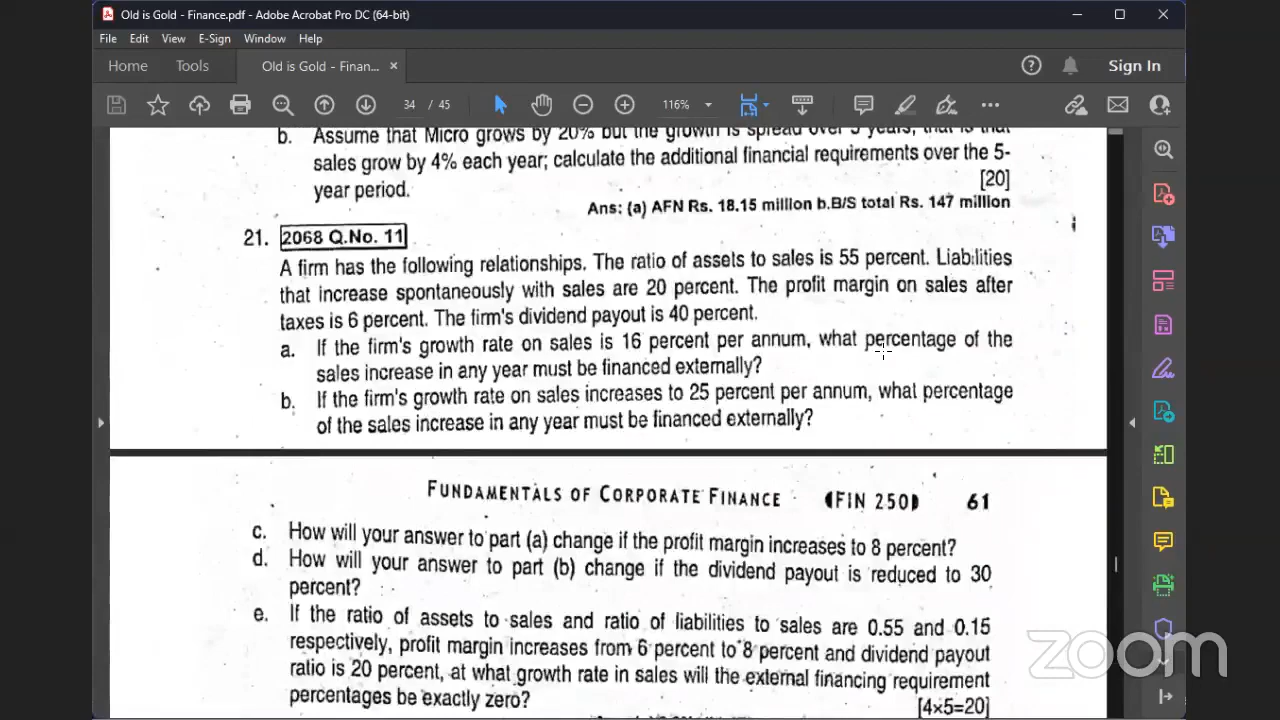 Old is Gold - Finance.pdf - Adobe Acrobat Pro DC (64-bit)
File Edit View E-Sign Window Help
Home Tools Old is Gold - Finan... × Sign In
34 / 45 116%
b. Assume that Micro grows by 20% but the growth is spread over 5 years, that is that
sales grow by 4% each year; calculate the additional financial requirements over the 5-
year period. [20]
Ans: (a) AFN Rs. 18.15 million b.B/S total Rs. 147 million
21. 2068 Q.No. 11
A firm has the following relationships. The ratio of assets to sales is 55 percent. Liabilities
that increase spontaneously with sales are 20 percent. The profit margin on sales after
taxes is 6 percent. The firm's dividend payout is 40 percent.
a. If the firm's growth rate on sales is 16 percent per annum, what percentage of the
sales increase in any year must be financed externally?
b. If the firm's growth rate on sales increases to 25 percent per annum, what percentage
of the sales increase in any year must be financed externally?
FUNDAMENTALS OF CORPORATE FINANCE (FIN 250) 61
c. How will your answer to part (a) change if the profit margin increases to 8 percent?
d. How will your answer to part (b) change if the dividend payout is reduced to 30
percent?
e. If the ratio of assets to sales and ratio of liabilities to sales are 0.55 and 0.15
respectively, profit margin increases from 6 percent to 8 percent and dividend payout
ratio is 20 percent, at what growth rate in sales will the external financing requirement
percentages be exactly zero?
[4×5=20]
zoom